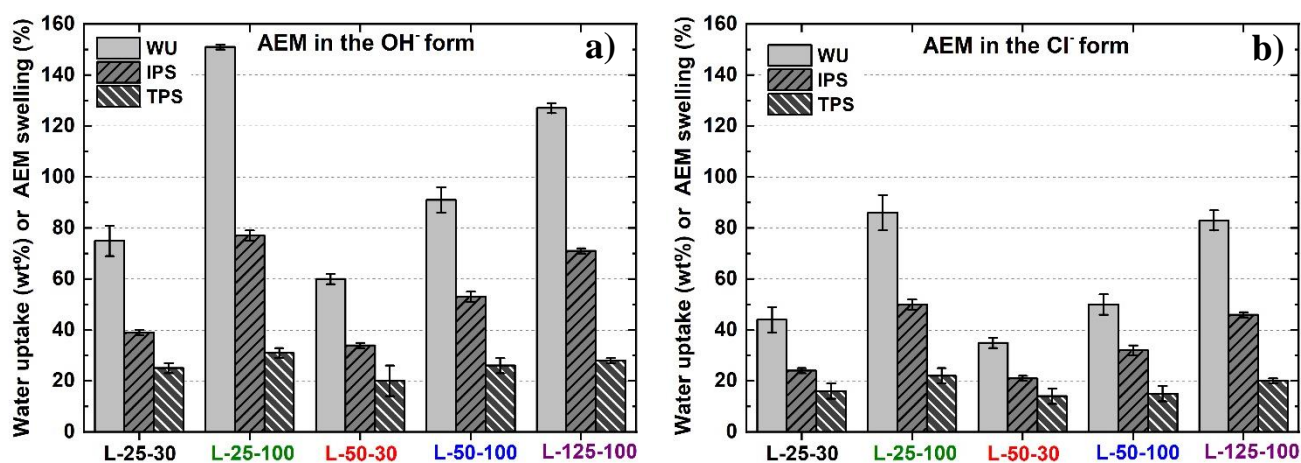 Water uptake (wt%) or AEM swelling (%)
160
140
120
100
80
60
40
20
0
AEM in the OH⁻ form
a)
WU
IPS
TPS
L-25-30
L-25-100
L-50-30
L-50-100
L-125-100
Water uptake (wt%) or AEM swelling (%)
160
140
120
100
80
60
40
20
0
AEM in the Cl⁻ form
b)
WU
IPS
TPS
L-25-30
L-25-100
L-50-30
L-50-100
L-125-100